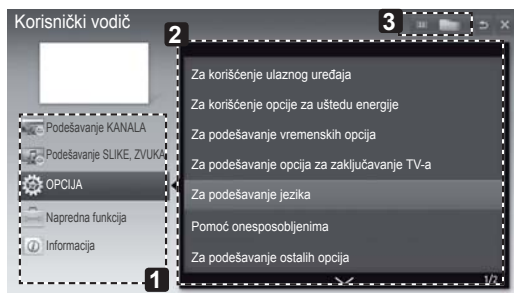 Korisnički vodič
3
2
Za korišćenje ulaznog uređaja
Za korišćenje opcije za uštedu energije
Za podešavanje vremenskih opcija
Za podešavanje opcija za zaključavanje TV-a
Za podešavanje jezika
Pomoć onesposobljenima
Za podešavanje ostalih opcija
1/2
Podešavanje KANALA
Podešavanje SLIKE, ZVUKA
OPCIJA
Napredna funkcija
Informacija
1